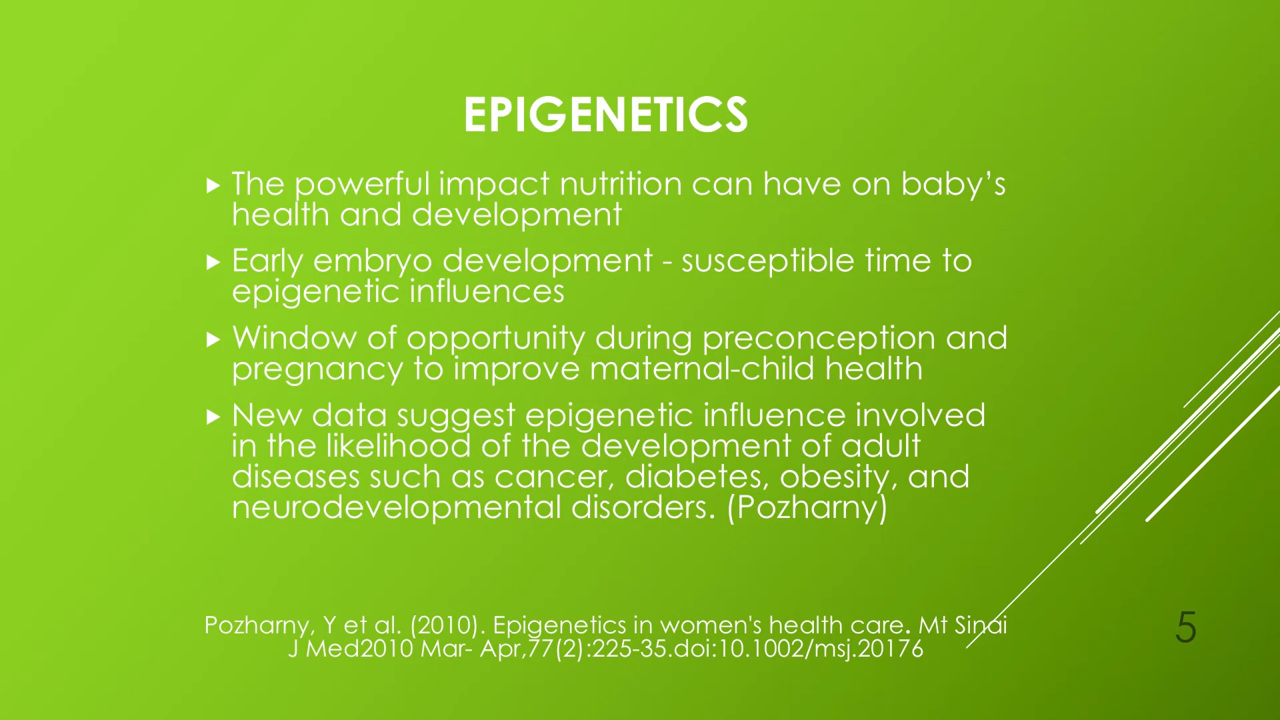 EPIGENETICS
▶ The powerful impact nutrition can have on baby’s
health and development
▶ Early embryo development - susceptible time to
epigenetic influences
▶ Window of opportunity during preconception and
pregnancy to improve maternal-child health
▶ New data suggest epigenetic influence involved
in the likelihood of the development of adult
diseases such as cancer, diabetes, obesity, and
neurodevelopmental disorders. (Pozharny)
Pozharny, Y et al. (2010). Epigenetics in women's health care. Mt Sinai
J Med2010 Mar- Apr,77(2):225-35.doi:10.1002/msj.20176
5